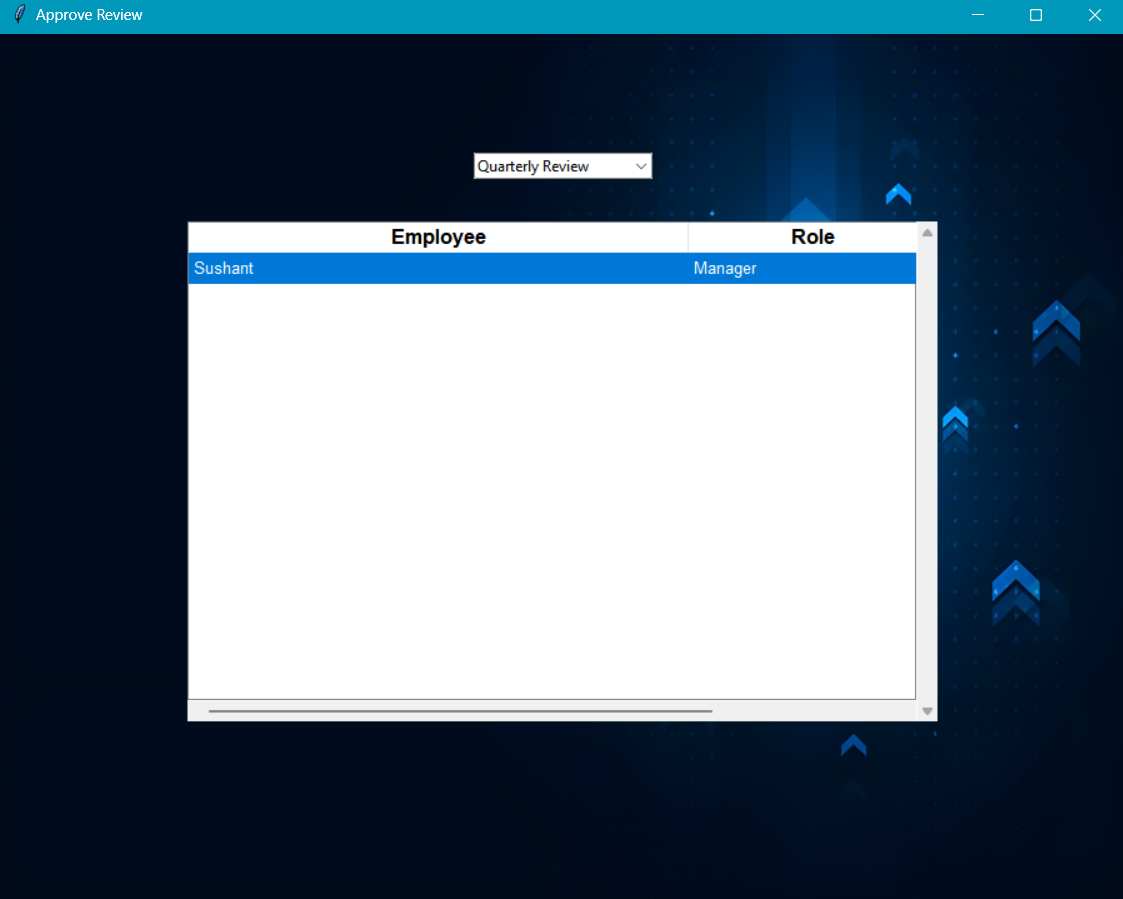 Approve Review
Quarterly Review
Employee Role
Sushant Manager